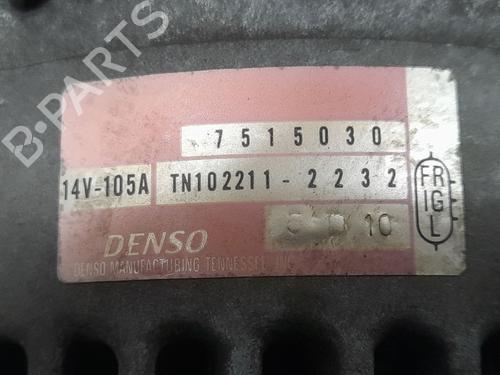 B-PARTS
7515030
14V-105A TN102211-2232
FR
IG
L
10
DENSO
DENSO MANUFACTURING TENNESSEE, INC.